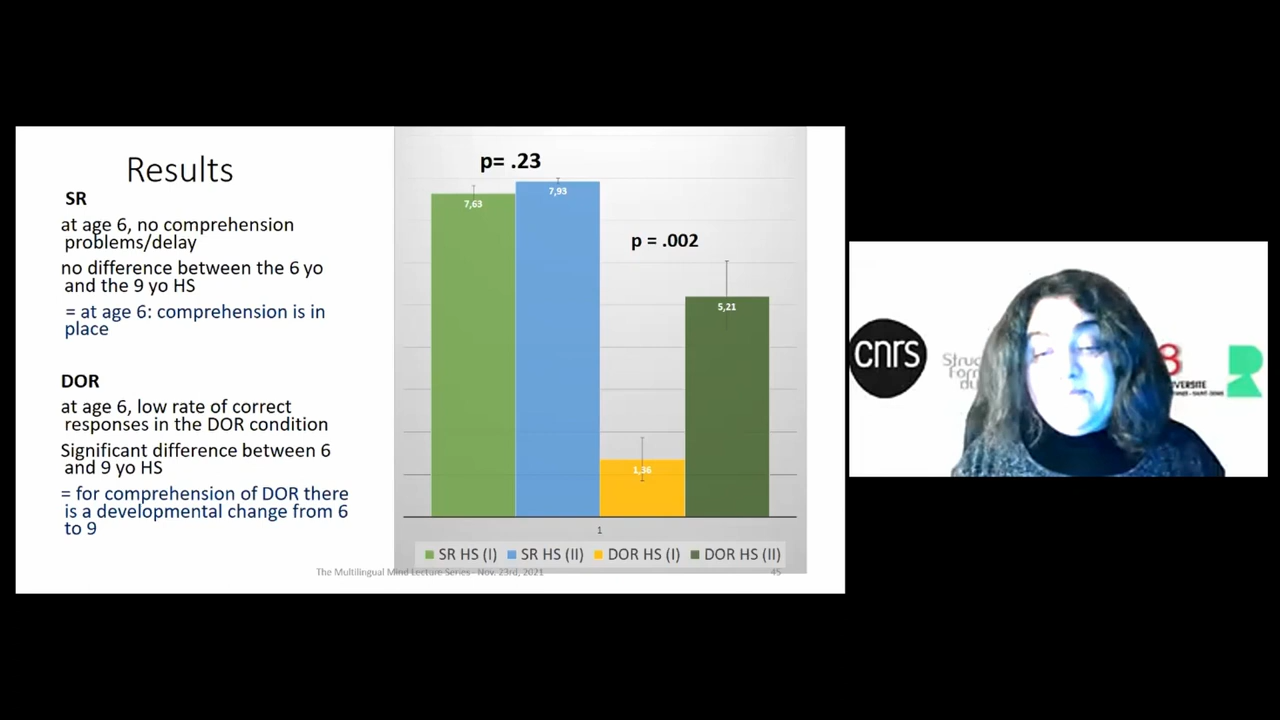 Results
SR
at age 6, no comprehension
problems/delay
no difference between the 6 yo
and the 9 yo HS
= at age 6: comprehension is in
place
DOR
at age 6, low rate of correct
responses in the DOR condition
Significant difference between 6
and 9 yo HS
= for comprehension of DOR there
is a developmental change from 6
to 9
p= .23
7,63
7,93
p = .002
1,36
5,21
1
SR HS (I) SR HS (II) DOR HS (I) DOR HS (II)
The Multilingual Mind Lecture Series - Nov. 23rd, 2021
45
cnrs
8